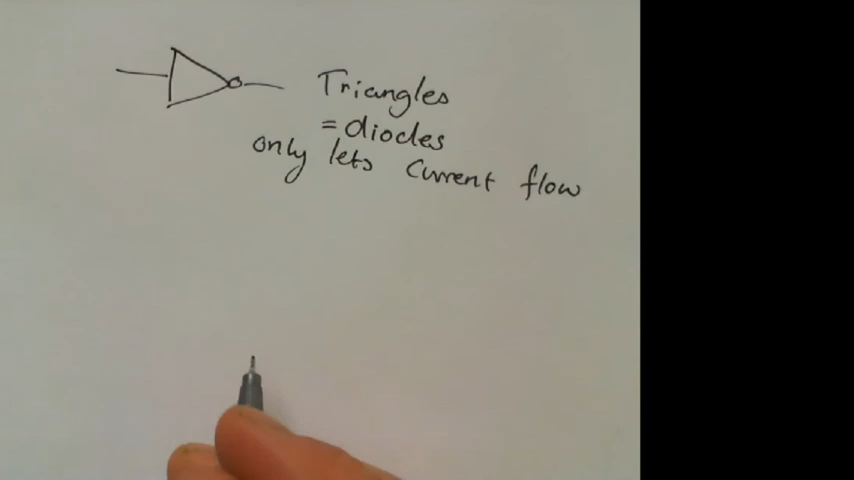 Triangles
= diodes
only lets current flow